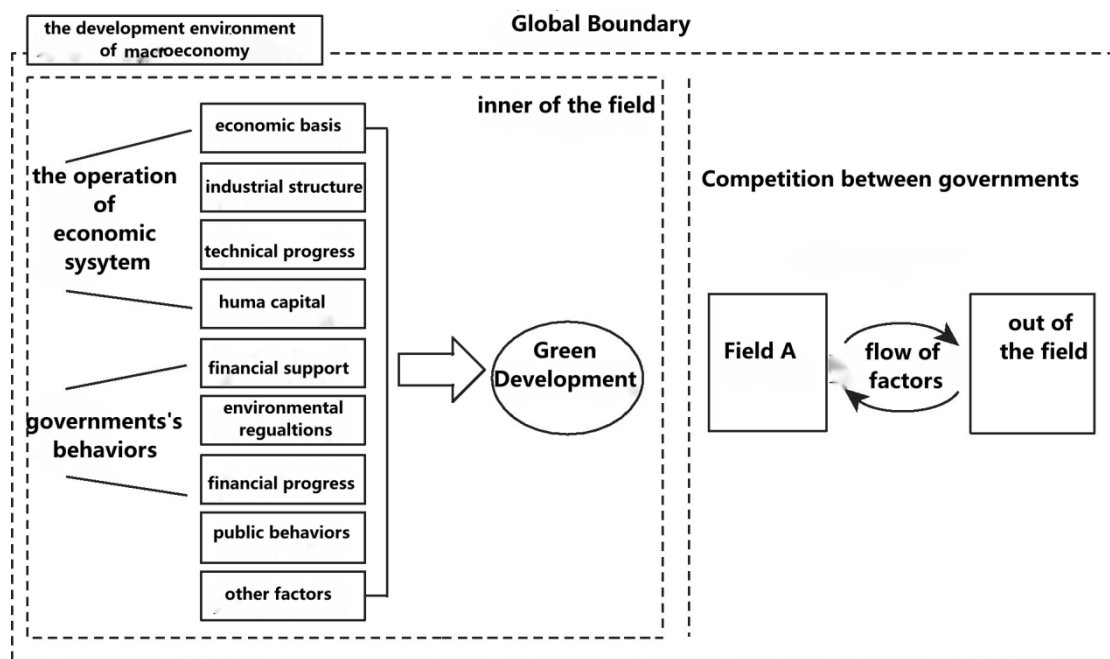 the development environment
of macroeconomy
Global Boundary
inner of the field
the operation
of
economic
sysytem
economic basis
industrial structure
technical progress
huma capital
governments's
behaviors
financial support
environmental
regualtions
financial progress
public behaviors
other factors
Green
Development
Competition between governments
Field A
flow of
factors
out of
the field